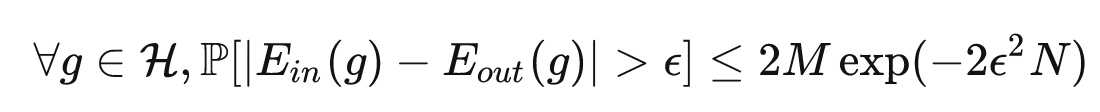 ∀g ∈ ℋ, ℙ[|E_{in}(g) − E_{out}(g)| > ϵ] ≤ 2M exp(−2ϵ²N)